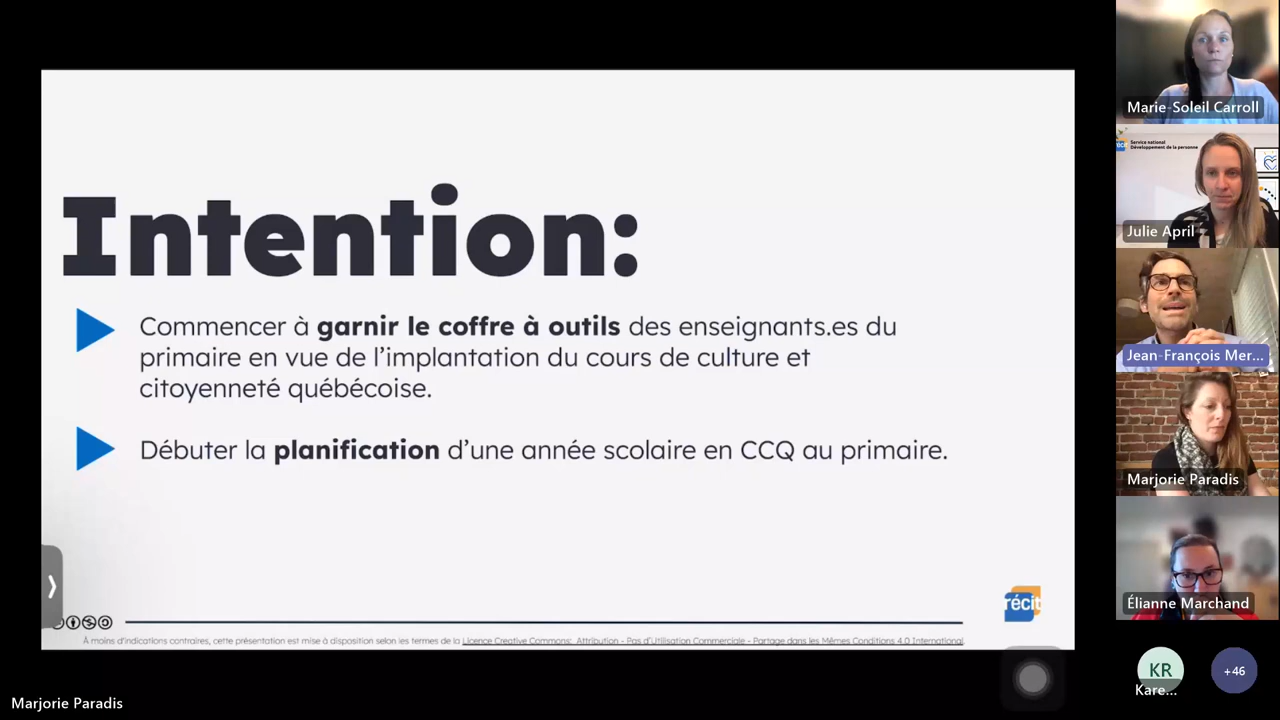 Intention:
Commencer à garnir le coffre à outils des enseignants.es du
primaire en vue de l’implantation du cours de culture et
citoyenneté québécoise.
Débuter la planification d’une année scolaire en CCQ au primaire.
récit
À moins d'indications contraires, cette présentation est mise à disposition selon les termes de la Licence Creative Commons: Attribution - Pas d'Utilisation Commerciale - Partage dans les Mêmes Conditions 4.0 International.
Marjorie Paradis
Marie-Soleil Carroll
Service national
Développement de la personne
Julie April
Jean-François Mer...
Marjorie Paradis
Élianne Marchand
KR
Kare...
+46